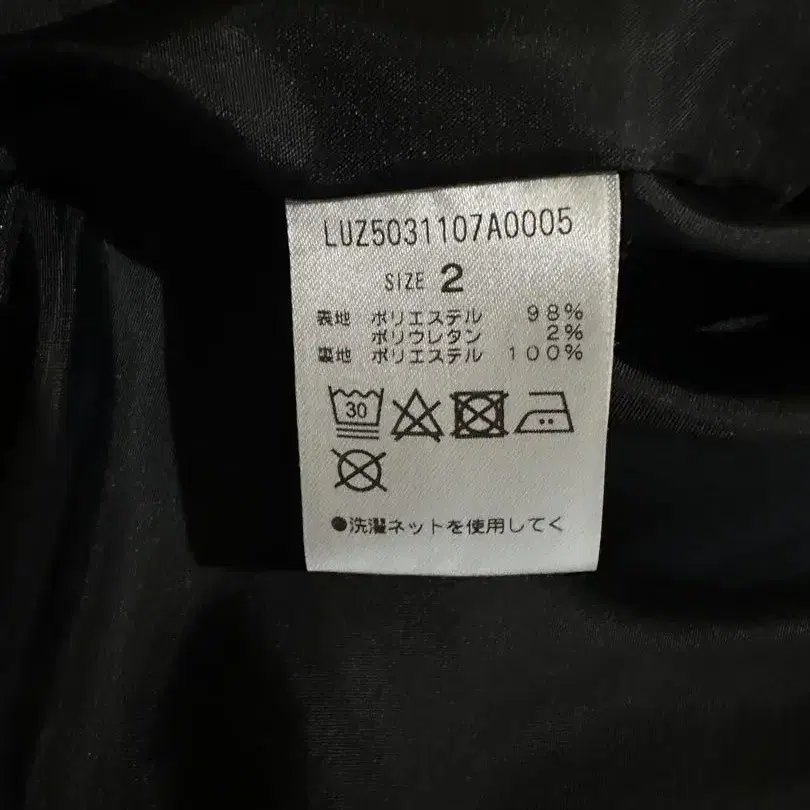 LUZ5031107A0005
SIZE 2
表地 ポリエステル 98%
ポリウレタン 2%
裏地 ポリエステル 100%
30
●洗濯ネットを使用してく